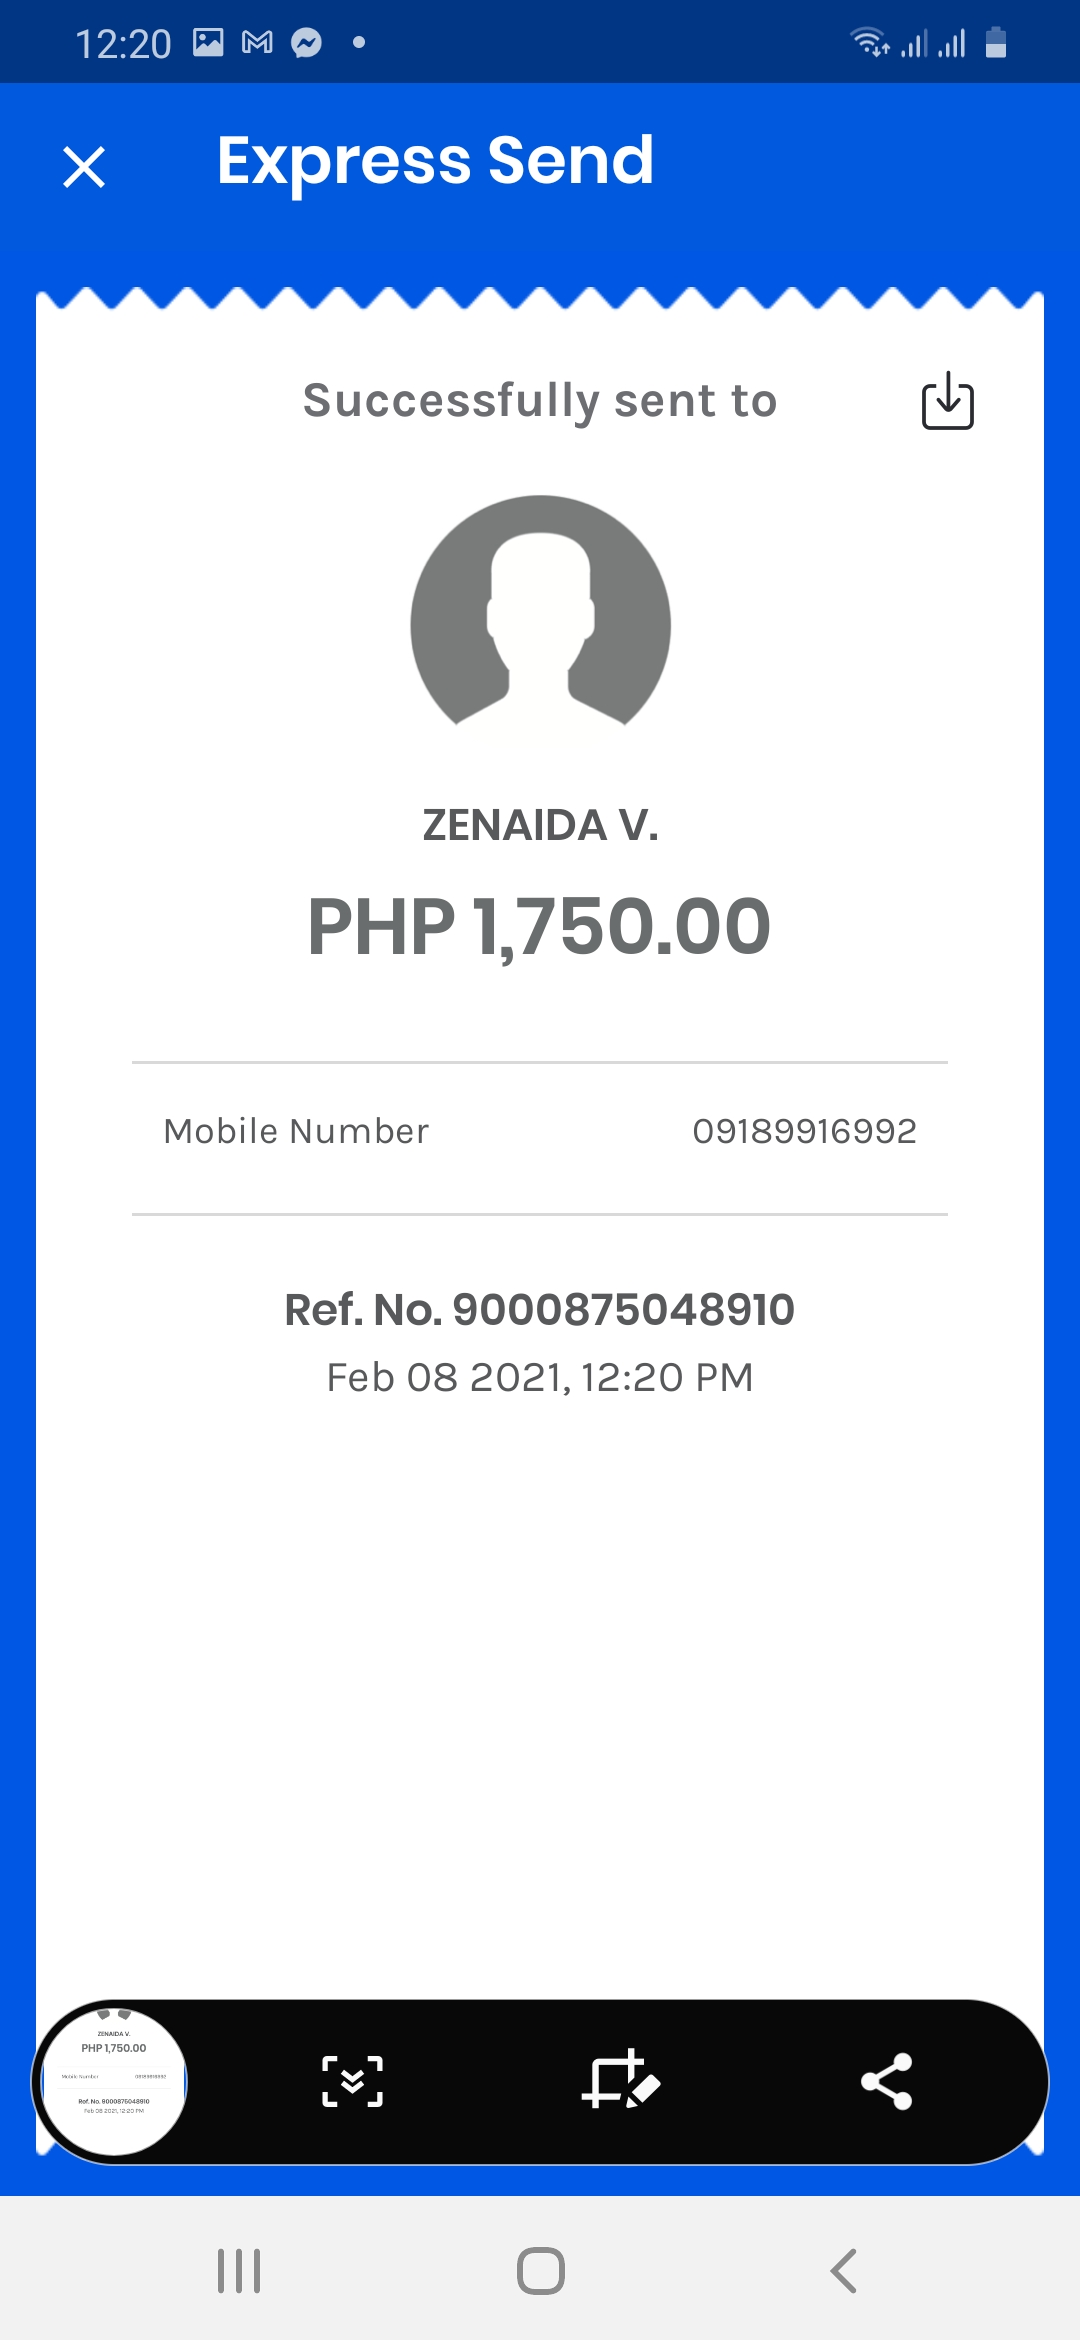 12:20
Express Send
Successfully sent to
ZENAIDA V.
PHP 1,750.00
Mobile Number 09189916992
Ref. No. 9000875048910
Feb 08 2021, 12:20 PM
ZENAIDA V.
PHP 1,750.00
Mobile Number 09189916992
Ref. No. 9000875048910
Feb 08 2021, 12:20 PM